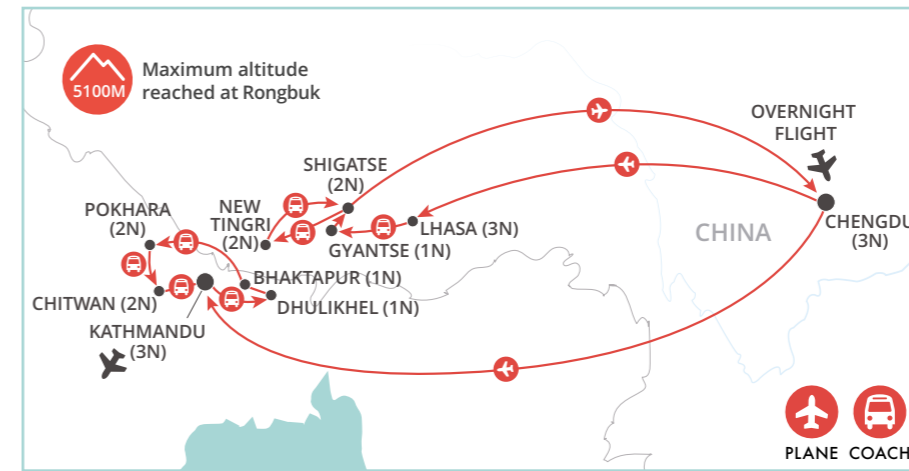 5100M
Maximum altitude
reached at Rongbuk
OVERNIGHT
FLIGHT
SHIGATSE
(2N)
POKHARA
(2N)
NEW
TINGRI
(2N)
LHASA (3N)
GYANTSE (1N)
CHINA
CHENGDU
(3N)
BHAKTAPUR (1N)
CHITWAN (2N)
DHULIKHEL (1N)
KATHMANDU
(3N)
PLANE
COACH